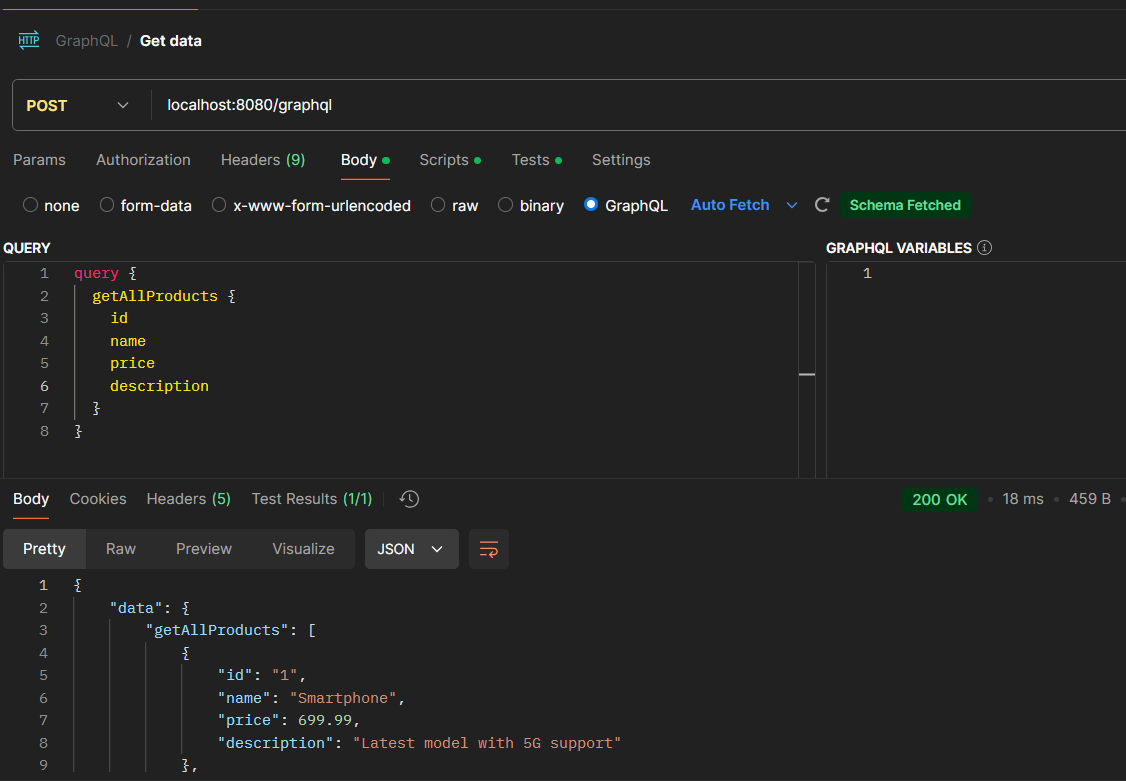 HTTP GraphQL / Get data
POST localhost:8080/graphql
Params Authorization Headers (9) Body Scripts Tests Settings
none form-data x-www-form-urlencoded raw binary GraphQL Auto Fetch Schema Fetched
QUERY
1 query {
2 getAllProducts {
3 id
4 name
5 price
6 description
7 }
8 }
GRAPHQL VARIABLES
1
Body Cookies Headers (5) Test Results (1/1) 200 OK • 18 ms • 459 B •
Pretty Raw Preview Visualize JSON
1 {
2 "data": {
3 "getAllProducts": [
4 {
5 "id": "1",
6 "name": "Smartphone",
7 "price": 699.99,
8 "description": "Latest model with 5G support"
9 },